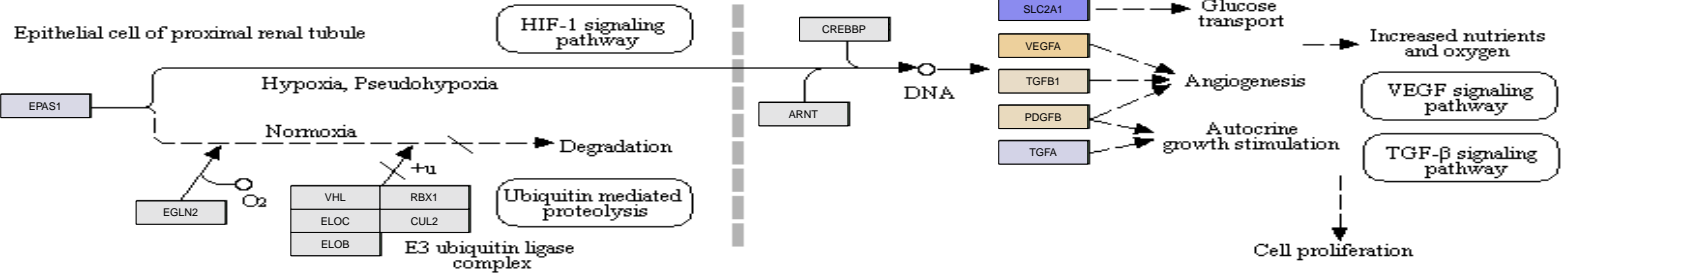 Epithelial cell of proximal renal tubule
HIF-1 signaling
pathway
CREBBP
SLC2A1
Glucose
transport
VEGFA
Increased nutrients
and oxygen
Hypoxia, Pseudohypoxia
TGFB1
Angiogenesis
EPAS1
DNA
VEGF signaling
pathway
ARNT
PDGFB
Normoxia
Degradation
Autocrine
growth stimulation
TGFA
TGF-β signaling
pathway
+u
O2
EGLN2
VHL
RBX1
ELOC
CUL2
ELOB
Ubiquitin mediated
proteolysis
E3 ubiquitin ligase
complex
Cell proliferation